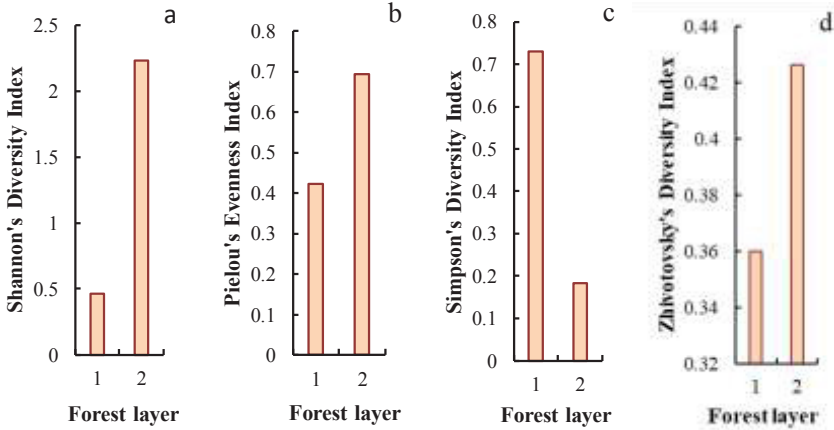 a
Shannon's Diversity Index
2.5
2
1.5
1
0.5
0
1 2
Forest layer
b
Pielou's Evenness Index
0.8
0.7
0.6
0.5
0.4
0.3
0.2
0.1
0
1 2
Forest layer
c
Simpson's Diversity Index
0.8
0.7
0.6
0.5
0.4
0.3
0.2
0.1
0
1 2
Forest layer
d
Zhivotovsky's Diversity Index
0.44
0.42
0.4
0.38
0.36
0.34
0.32
1 2
Forest layer